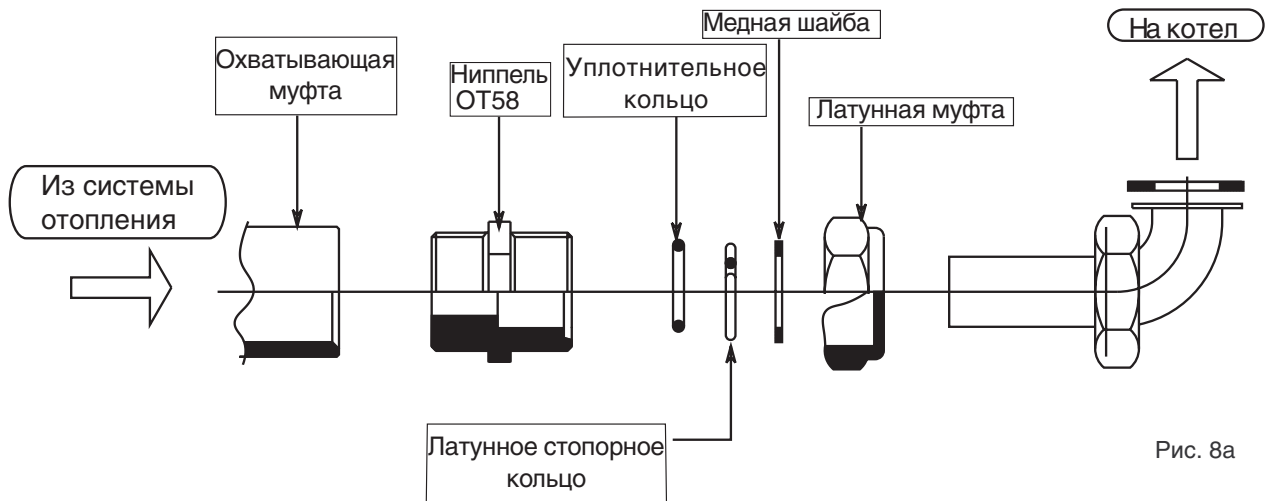 Медная шайба
На котел
Охватывающая
муфта
Ниппель
ОТ58
Уплотнительное
кольцо
Латунная муфта
Из системы
отопления
Латунное стопорное
кольцо
Рис. 8а